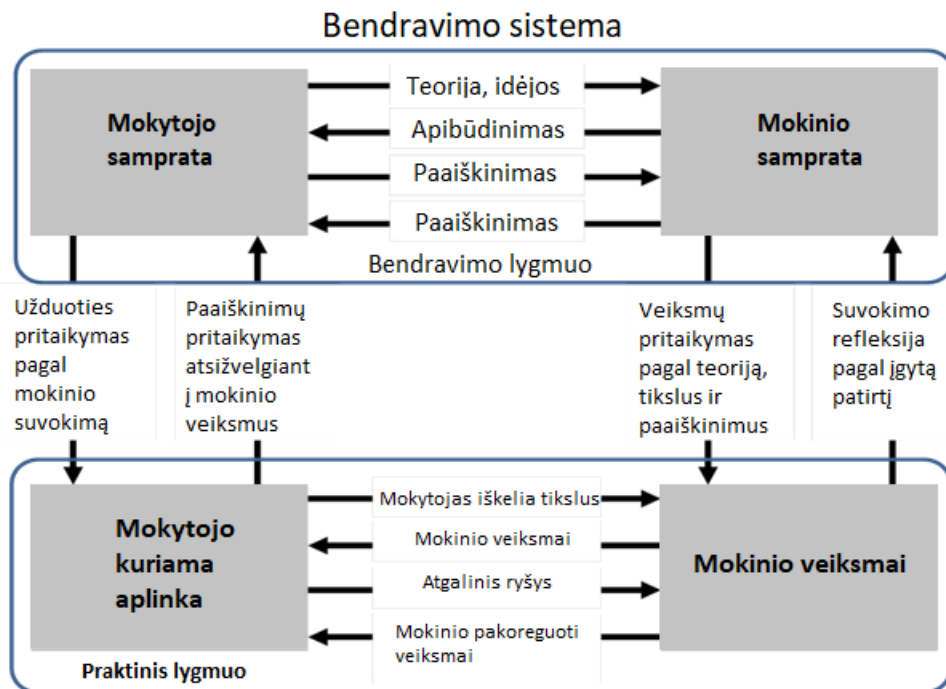 Bendravimo sistema
Mokytojo
samprata
Teorija, idėjos
Apibūdinimas
Paaiškinimas
Paaiškinimas
Mokinio
samprata
Bendravimo lygmuo
Užduoties
pritaikymas
pagal
mokinio
suvokimą
Paaiškinimų
pritaikymas
atsižvelgiant
į mokinio
veiksmus
Veiksmų
pritaikymas
pagal teoriją,
tikslus ir
paaiškinimus
Suvokimo
refleksija
pagal įgytą
patirtį
Mokytojo
kuriama
aplinka
Mokytojas iškelia tikslus
Mokinio veiksmai
Atgalinis ryšys
Mokinio pakoreguoti
veiksmai
Mokinio veiksmai
Praktinis lygmuo